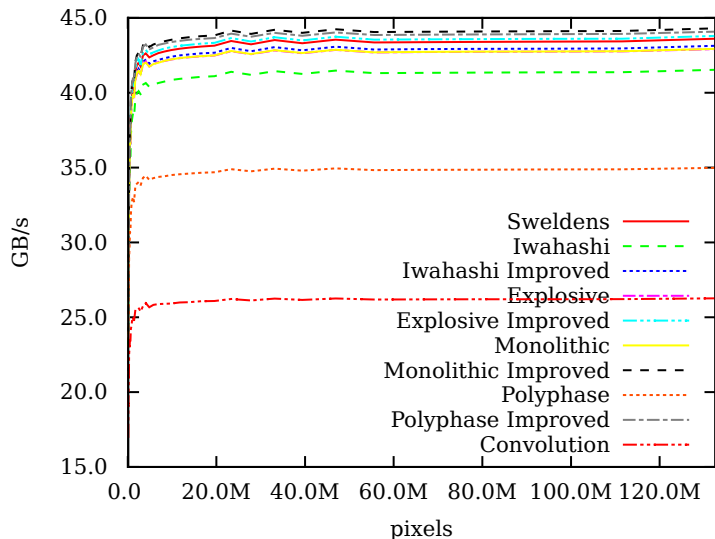 45.0
40.0
35.0
30.0
25.0
20.0
15.0
GB/s
Sweldens
Iwahashi
Iwahashi Improved
Explosive
Explosive Improved
Monolithic
Monolithic Improved
Polyphase
Polyphase Improved
Convolution
0.0 20.0M 40.0M 60.0M 80.0M 100.0M 120.0M
pixels